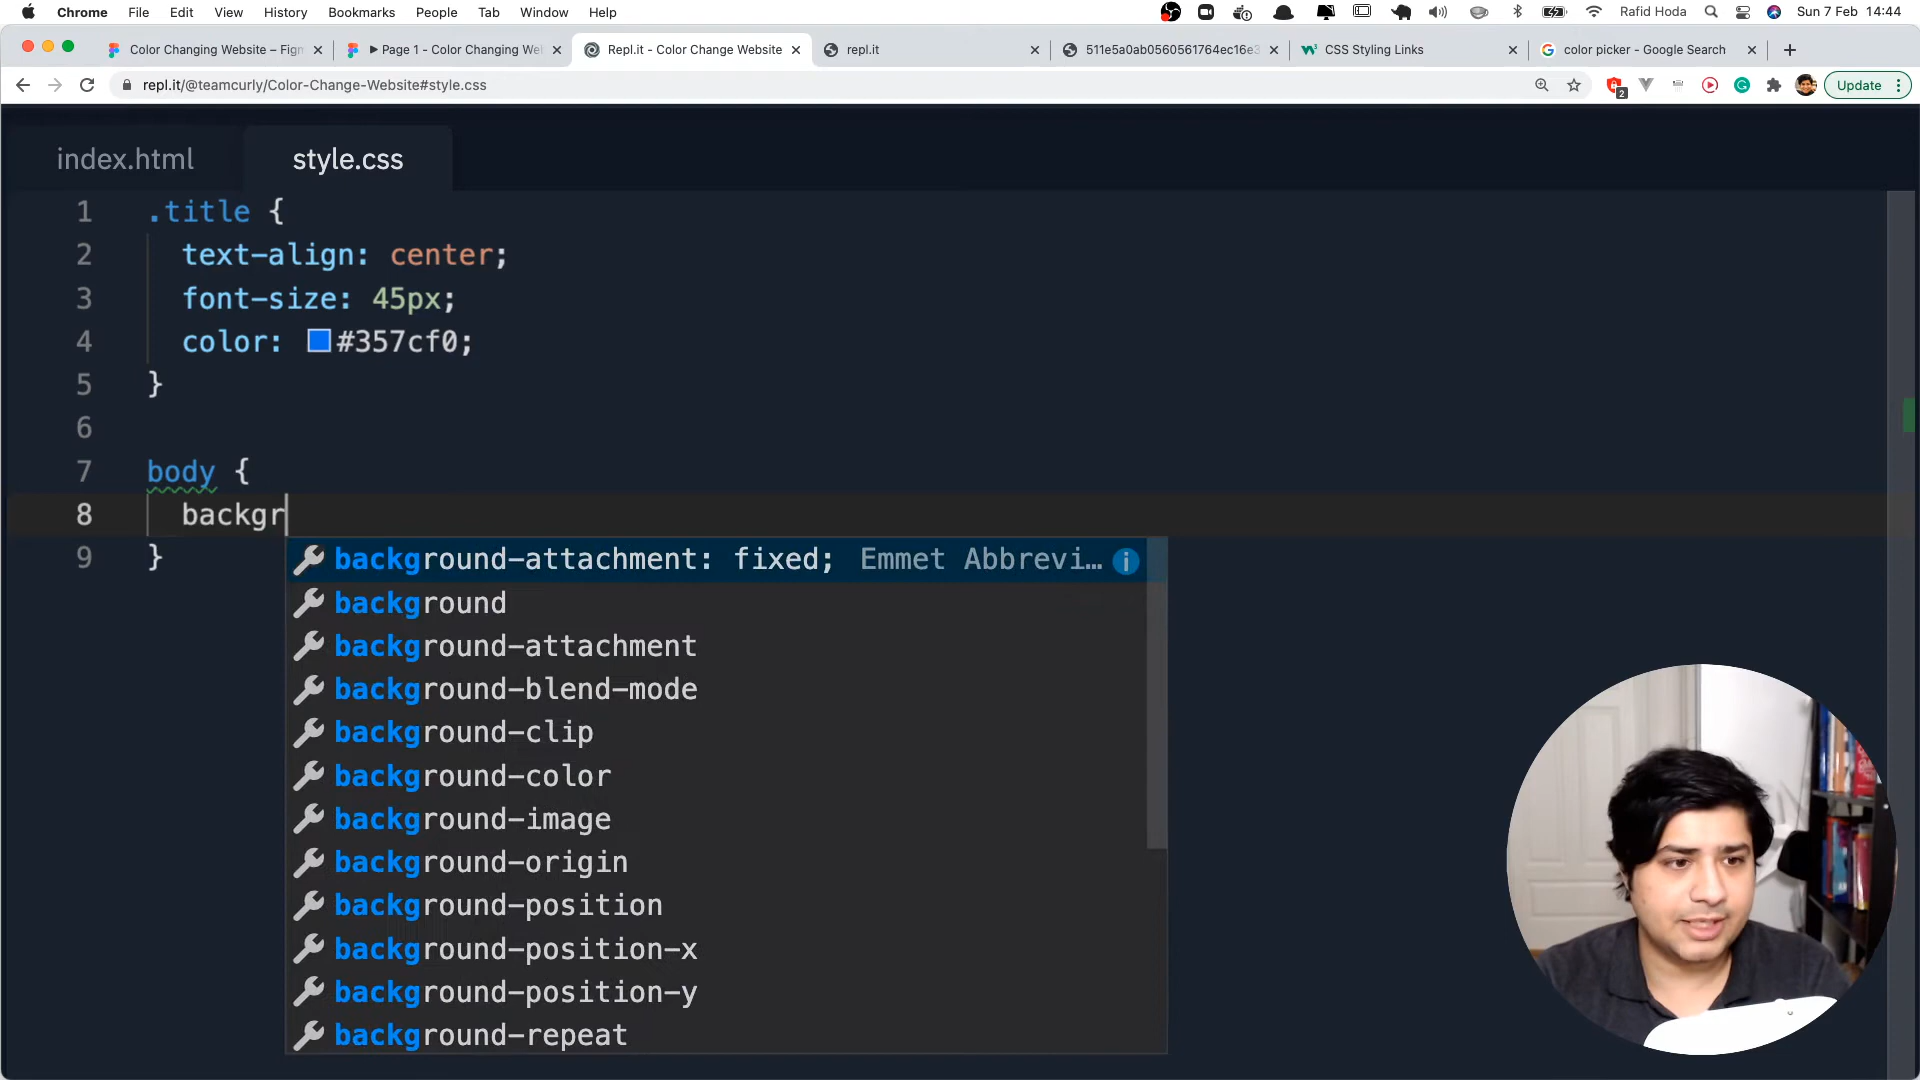 Chrome File Edit View History Bookmarks People Tab Window Help Rafid Hoda Sun 7 Feb 14:44
Color Changing Website – Figm Page 1 - Color Changing Web Repl.it - Color Change Website repl.it 511e5a0ab0560561764ec16e3 CSS Styling Links color picker - Google Search
repl.it/@teamcurly/Color-Change-Website#style.css 2 Update
index.html style.css
1 .title {
2 text-align: center;
3 font-size: 45px;
4 color: #357cf0;
5 }
6
7 body {
8 backgr
9 }
background-attachment: fixed; Emmet Abbrevi…
background
background-attachment
background-blend-mode
background-clip
background-color
background-image
background-origin
background-position
background-position-x
background-position-y
background-repeat